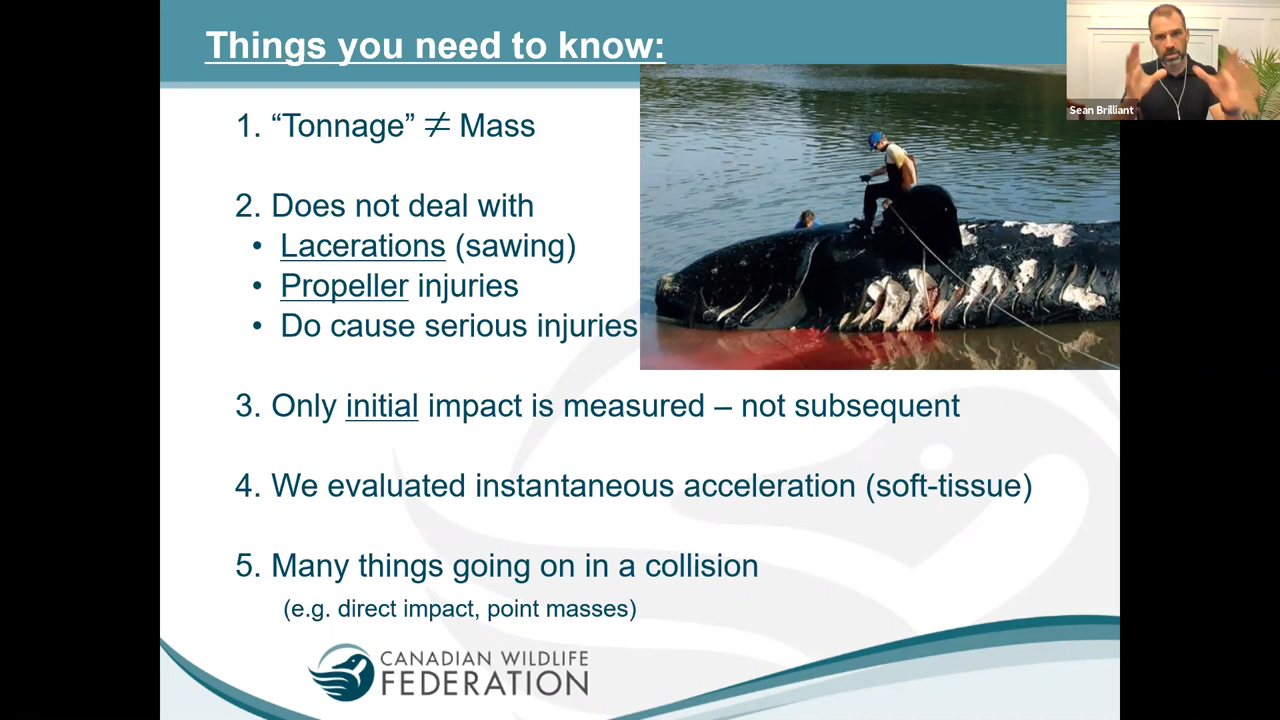 Things you need to know:
Sean Brilliant
1. “Tonnage” ≠ Mass
2. Does not deal with
• Lacerations (sawing)
• Propeller injuries
• Do cause serious injuries
3. Only initial impact is measured – not subsequent
4. We evaluated instantaneous acceleration (soft-tissue)
5. Many things going on in a collision
(e.g. direct impact, point masses)
CANADIAN WILDLIFE
FEDERATION